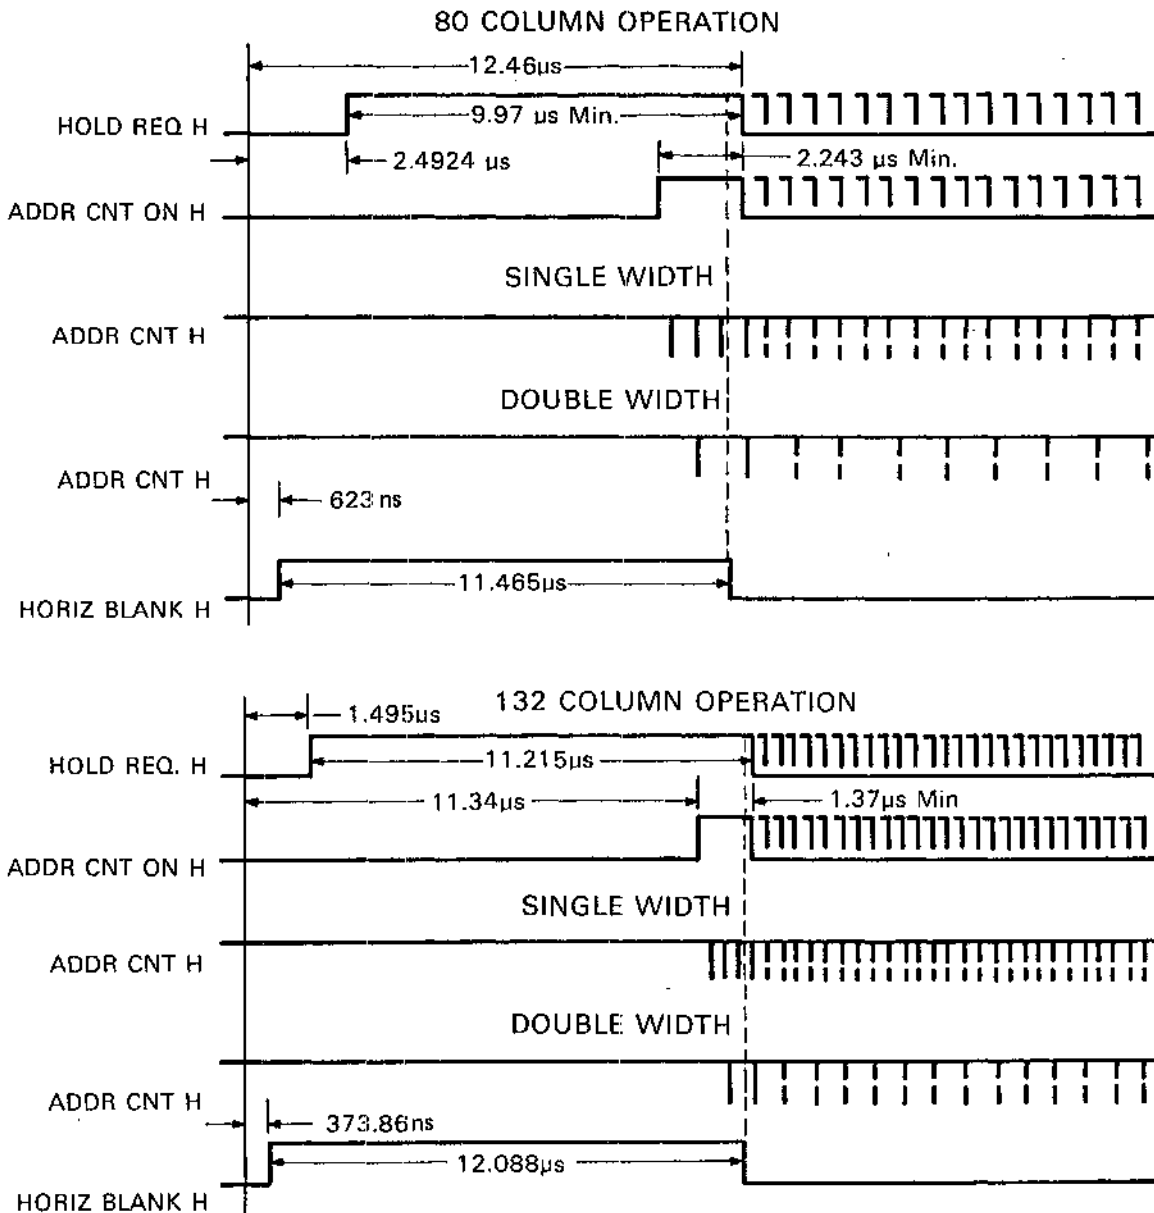 80 COLUMN OPERATION
12.46µs
HOLD REQ H
9.97 µs Min.
2.4924 µs
2.243 µs Min.
ADDR CNT ON H
SINGLE WIDTH
ADDR CNT H
DOUBLE WIDTH
ADDR CNT H
623 ns
11.465µs
HORIZ BLANK H
132 COLUMN OPERATION
1.495µs
HOLD REQ. H
11.215µs
11.34µs
1.37µs Min
ADDR CNT ON H
SINGLE WIDTH
ADDR CNT H
DOUBLE WIDTH
ADDR CNT H
373.86ns
12.088µs
HORIZ BLANK H